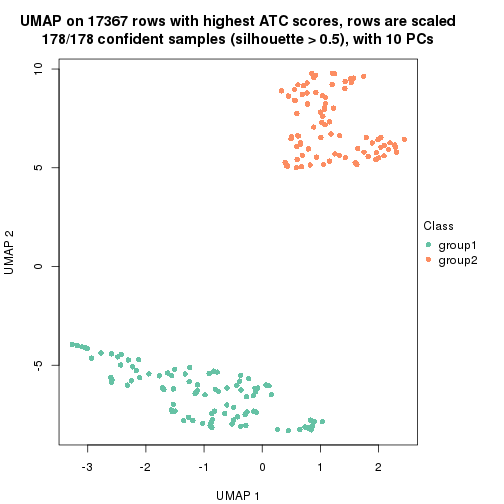 UMAP on 17367 rows with highest ATC scores, rows are scaled
178/178 confident samples (silhouette > 0.5), with 10 PCs
10
5
0
-5
UMAP 2
-3
-2
-1
0
1
2
UMAP 1
Class
group1
group2